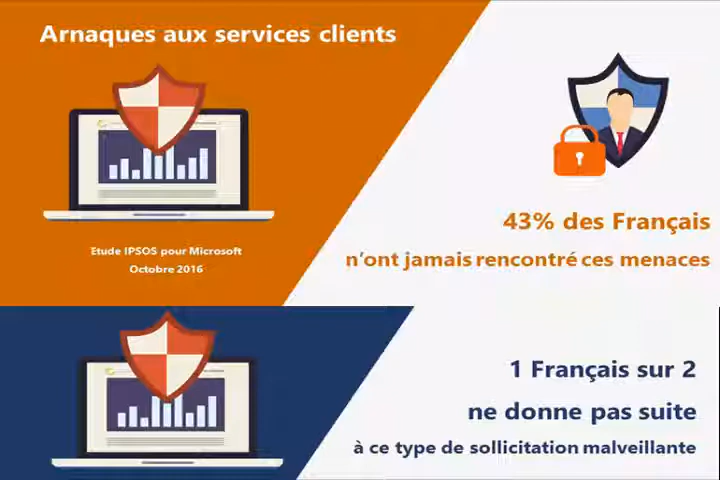 Arnaques aux services clients
Etude IPSOS pour Microsoft
Octobre 2016
43% des Français
n'ont jamais rencontré ces menaces
1 Français sur 2
ne donne pas suite
à ce type de sollicitation malveillante